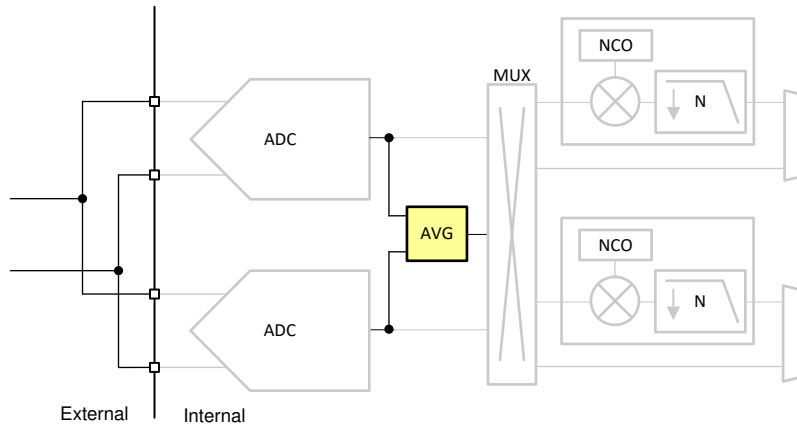 NCO
MUX
N
ADC
AVG
NCO
N
ADC
External
Internal